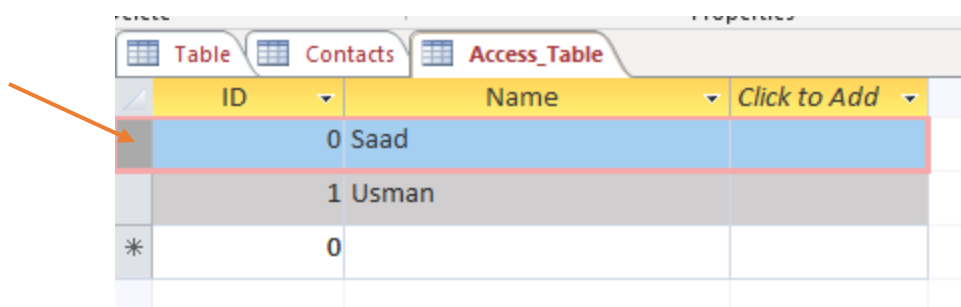 Table Contacts Access_Table
ID Name Click to Add
0 Saad
1 Usman
0